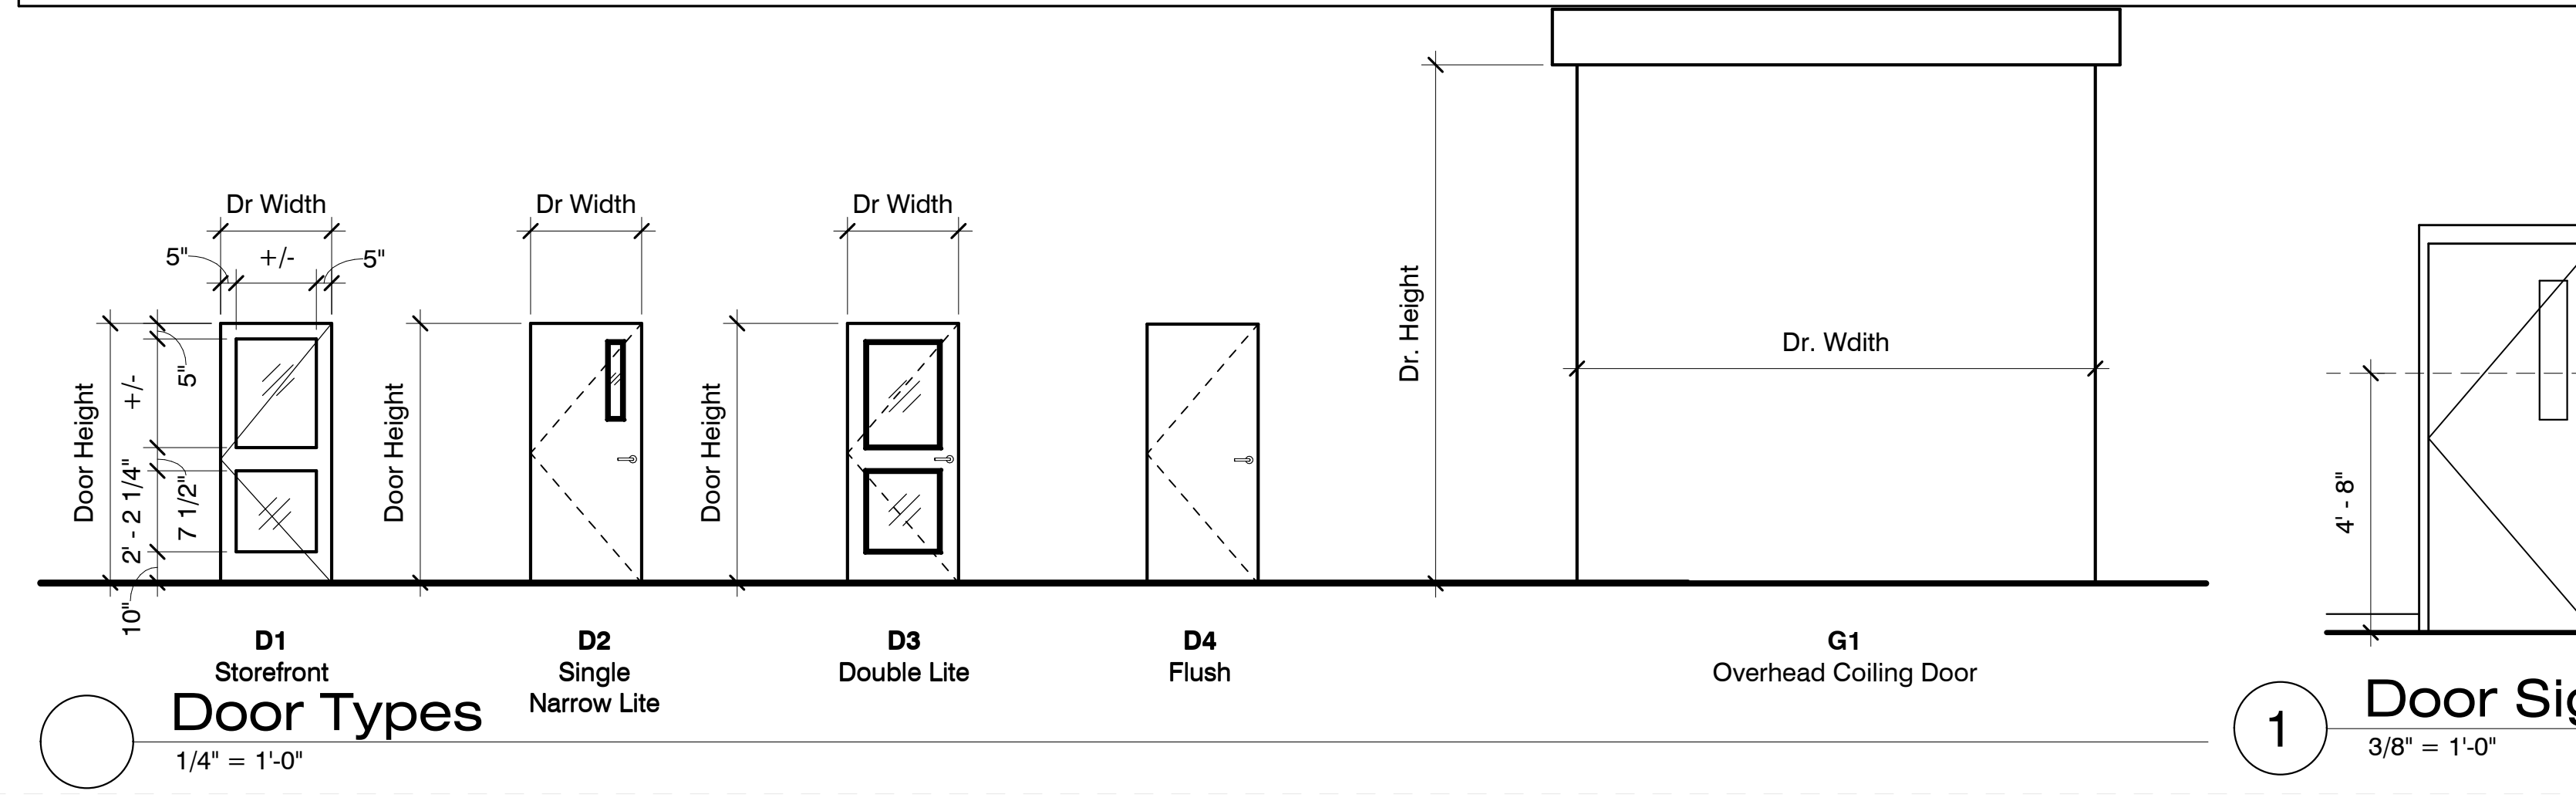 Dr Width
5"
+/-
5"
Door Height
+/-
5"
2' - 2 1/4"
7 1/2"
10"
D1
Storefront
Dr Width
Door Height
D2
Single
Narrow Lite
Dr Width
Door Height
D3
Double Lite
D4
Flush
Dr. Height
Dr. Wdith
G1
Overhead Coiling Door
Door Types
1/4" = 1'-0"
4' - 8"
1
Door Sig
3/8" = 1'-0"